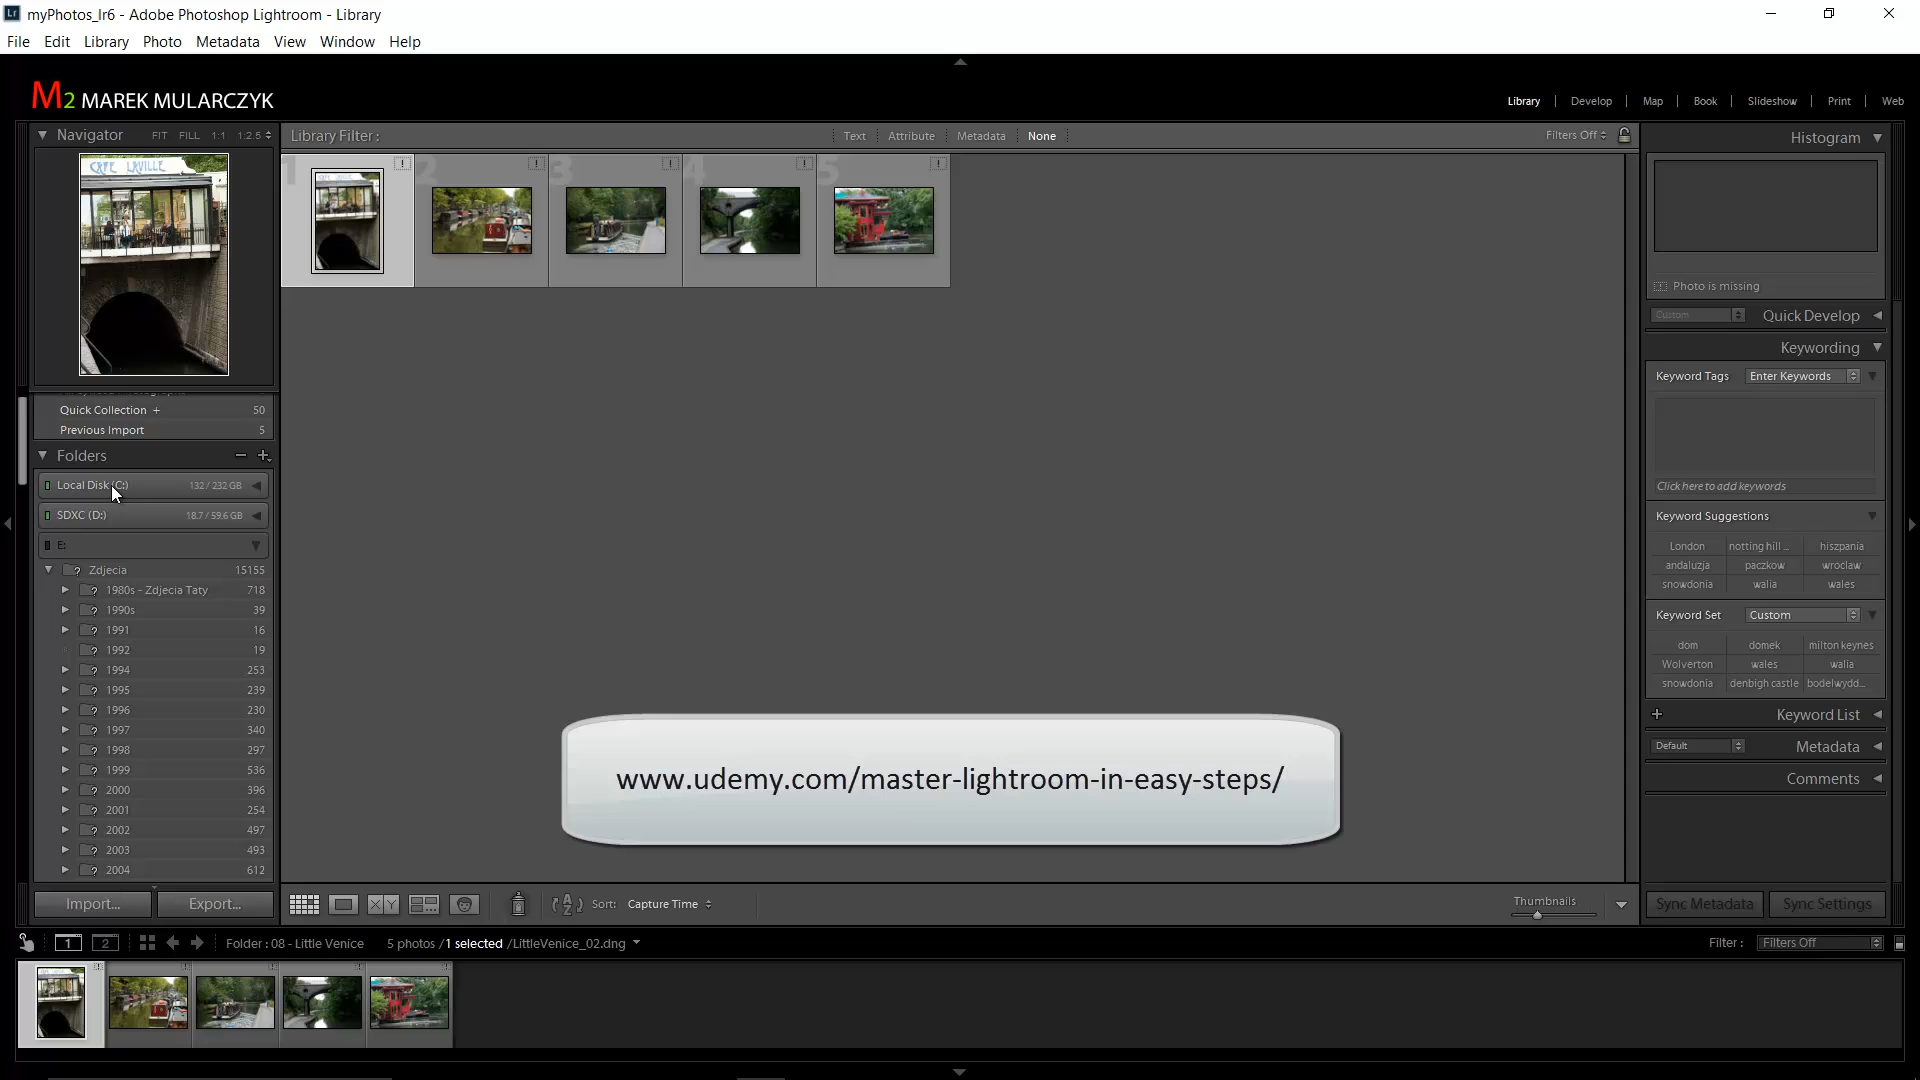 Lr myPhotos_lr6 - Adobe Photoshop Lightroom - Library
File Edit Library Photo Metadata View Window Help
M2 MAREK MULARCZYK
Library Develop Map Book Slideshow Print Web
Navigator FIT FILL 1:1 1:2.5
Library Filter : Text Attribute Metadata None Filters Off
1 2 3 4 5
Quick Collection + 50
Previous Import 5
Folders
Local Disk (C:) 132 / 232 GB
SDXC (D:) 18.7 / 59.6 GB
E:
Zdjecia 15155
1980s - Zdjecia Taty 718
1990s 39
1991 16
1992 19
1994 253
1995 239
1996 230
1997 340
1998 297
1999 536
2000 396
2001 254
2002 497
2003 493
2004 612
Import... Export...
www.udemy.com/master-lightroom-in-easy-steps/
Histogram
Photo is missing
Custom Quick Develop
Keywording
Keyword Tags Enter Keywords
Click here to add keywords
Keyword Suggestions
London notting hill ... hiszpania
andaluzja paczkow wroclaw
snowdonia walia wales
Keyword Set Custom
dom domek milton keynes
Wolverton wales walia
snowdonia denbigh castle bodelwydd...
Keyword List
Default Metadata
Comments
XY Sort: Capture Time Thumbnails
Sync Metadata Sync Settings
1 2 Folder : 08 - Little Venice 5 photos / 1 selected / LittleVenice_02.dng Filter : Filters Off